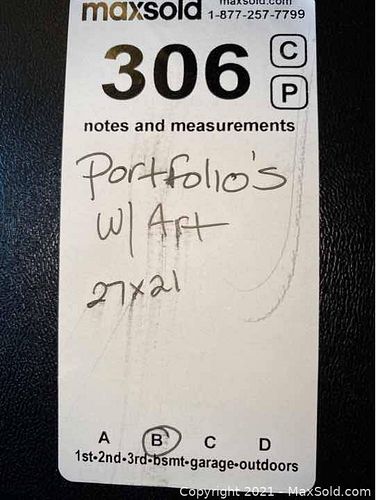 maxsold maxsold.com
1-877-257-7799
306 C
P
notes and measurements
Portfolio's
W/ Art
27x21
A B C D
1st•2nd•3rd•bsmt•garage•outdoors
Copyright 2021 - MaxSold.com